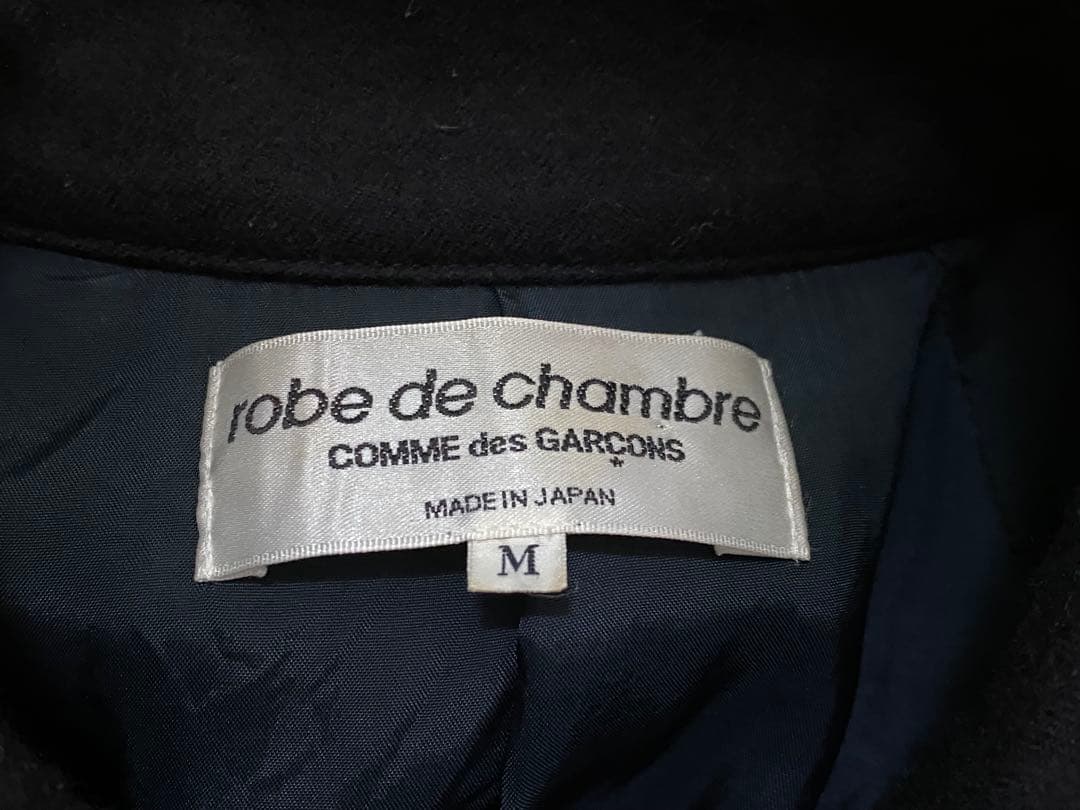 robe de chambre
COMME des GARÇONS
*
MADE IN JAPAN
M